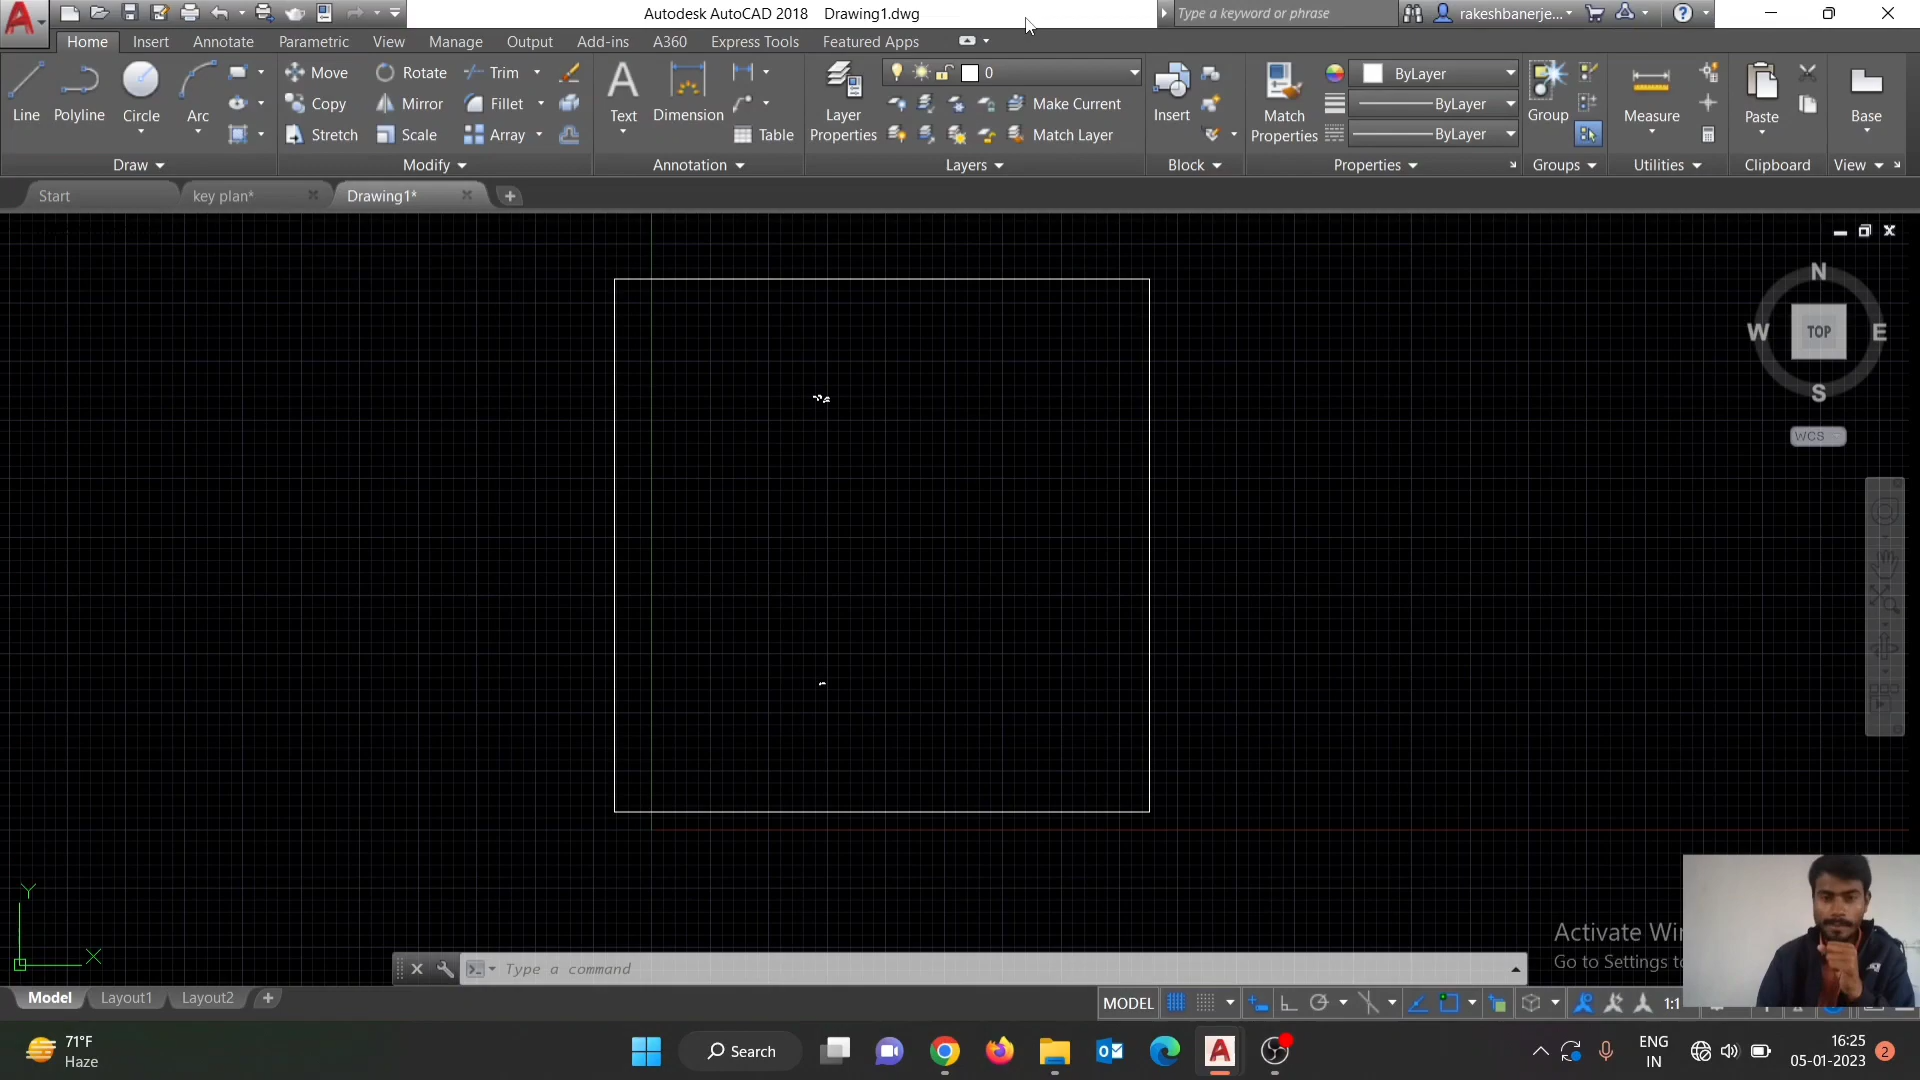 Autodesk AutoCAD 2018 Drawing1.dwg
Type a keyword or phrase
rakeshbanerje...
Home Insert Annotate Parametric View Manage Output Add-ins A360 Express Tools Featured Apps
Line Polyline Circle Arc
Move Rotate Trim
Copy Mirror Fillet
Stretch Scale Array
Text Dimension
Table
Layer
Properties
0
Make Current
Match Layer
Insert
Match
Properties
ByLayer
ByLayer
ByLayer
Group
Measure
Paste
Base
Draw Modify Annotation Layers Block Properties Groups Utilities Clipboard View
Start key plan* Drawing1*
N
W TOP E
S
WCS
Y
X
Activate Wi
Go to Settings t
Type a command
Model Layout1 Layout2
MODEL
1:1
71°F
Haze
Search
ENG
IN
16:25
05-01-2023
2